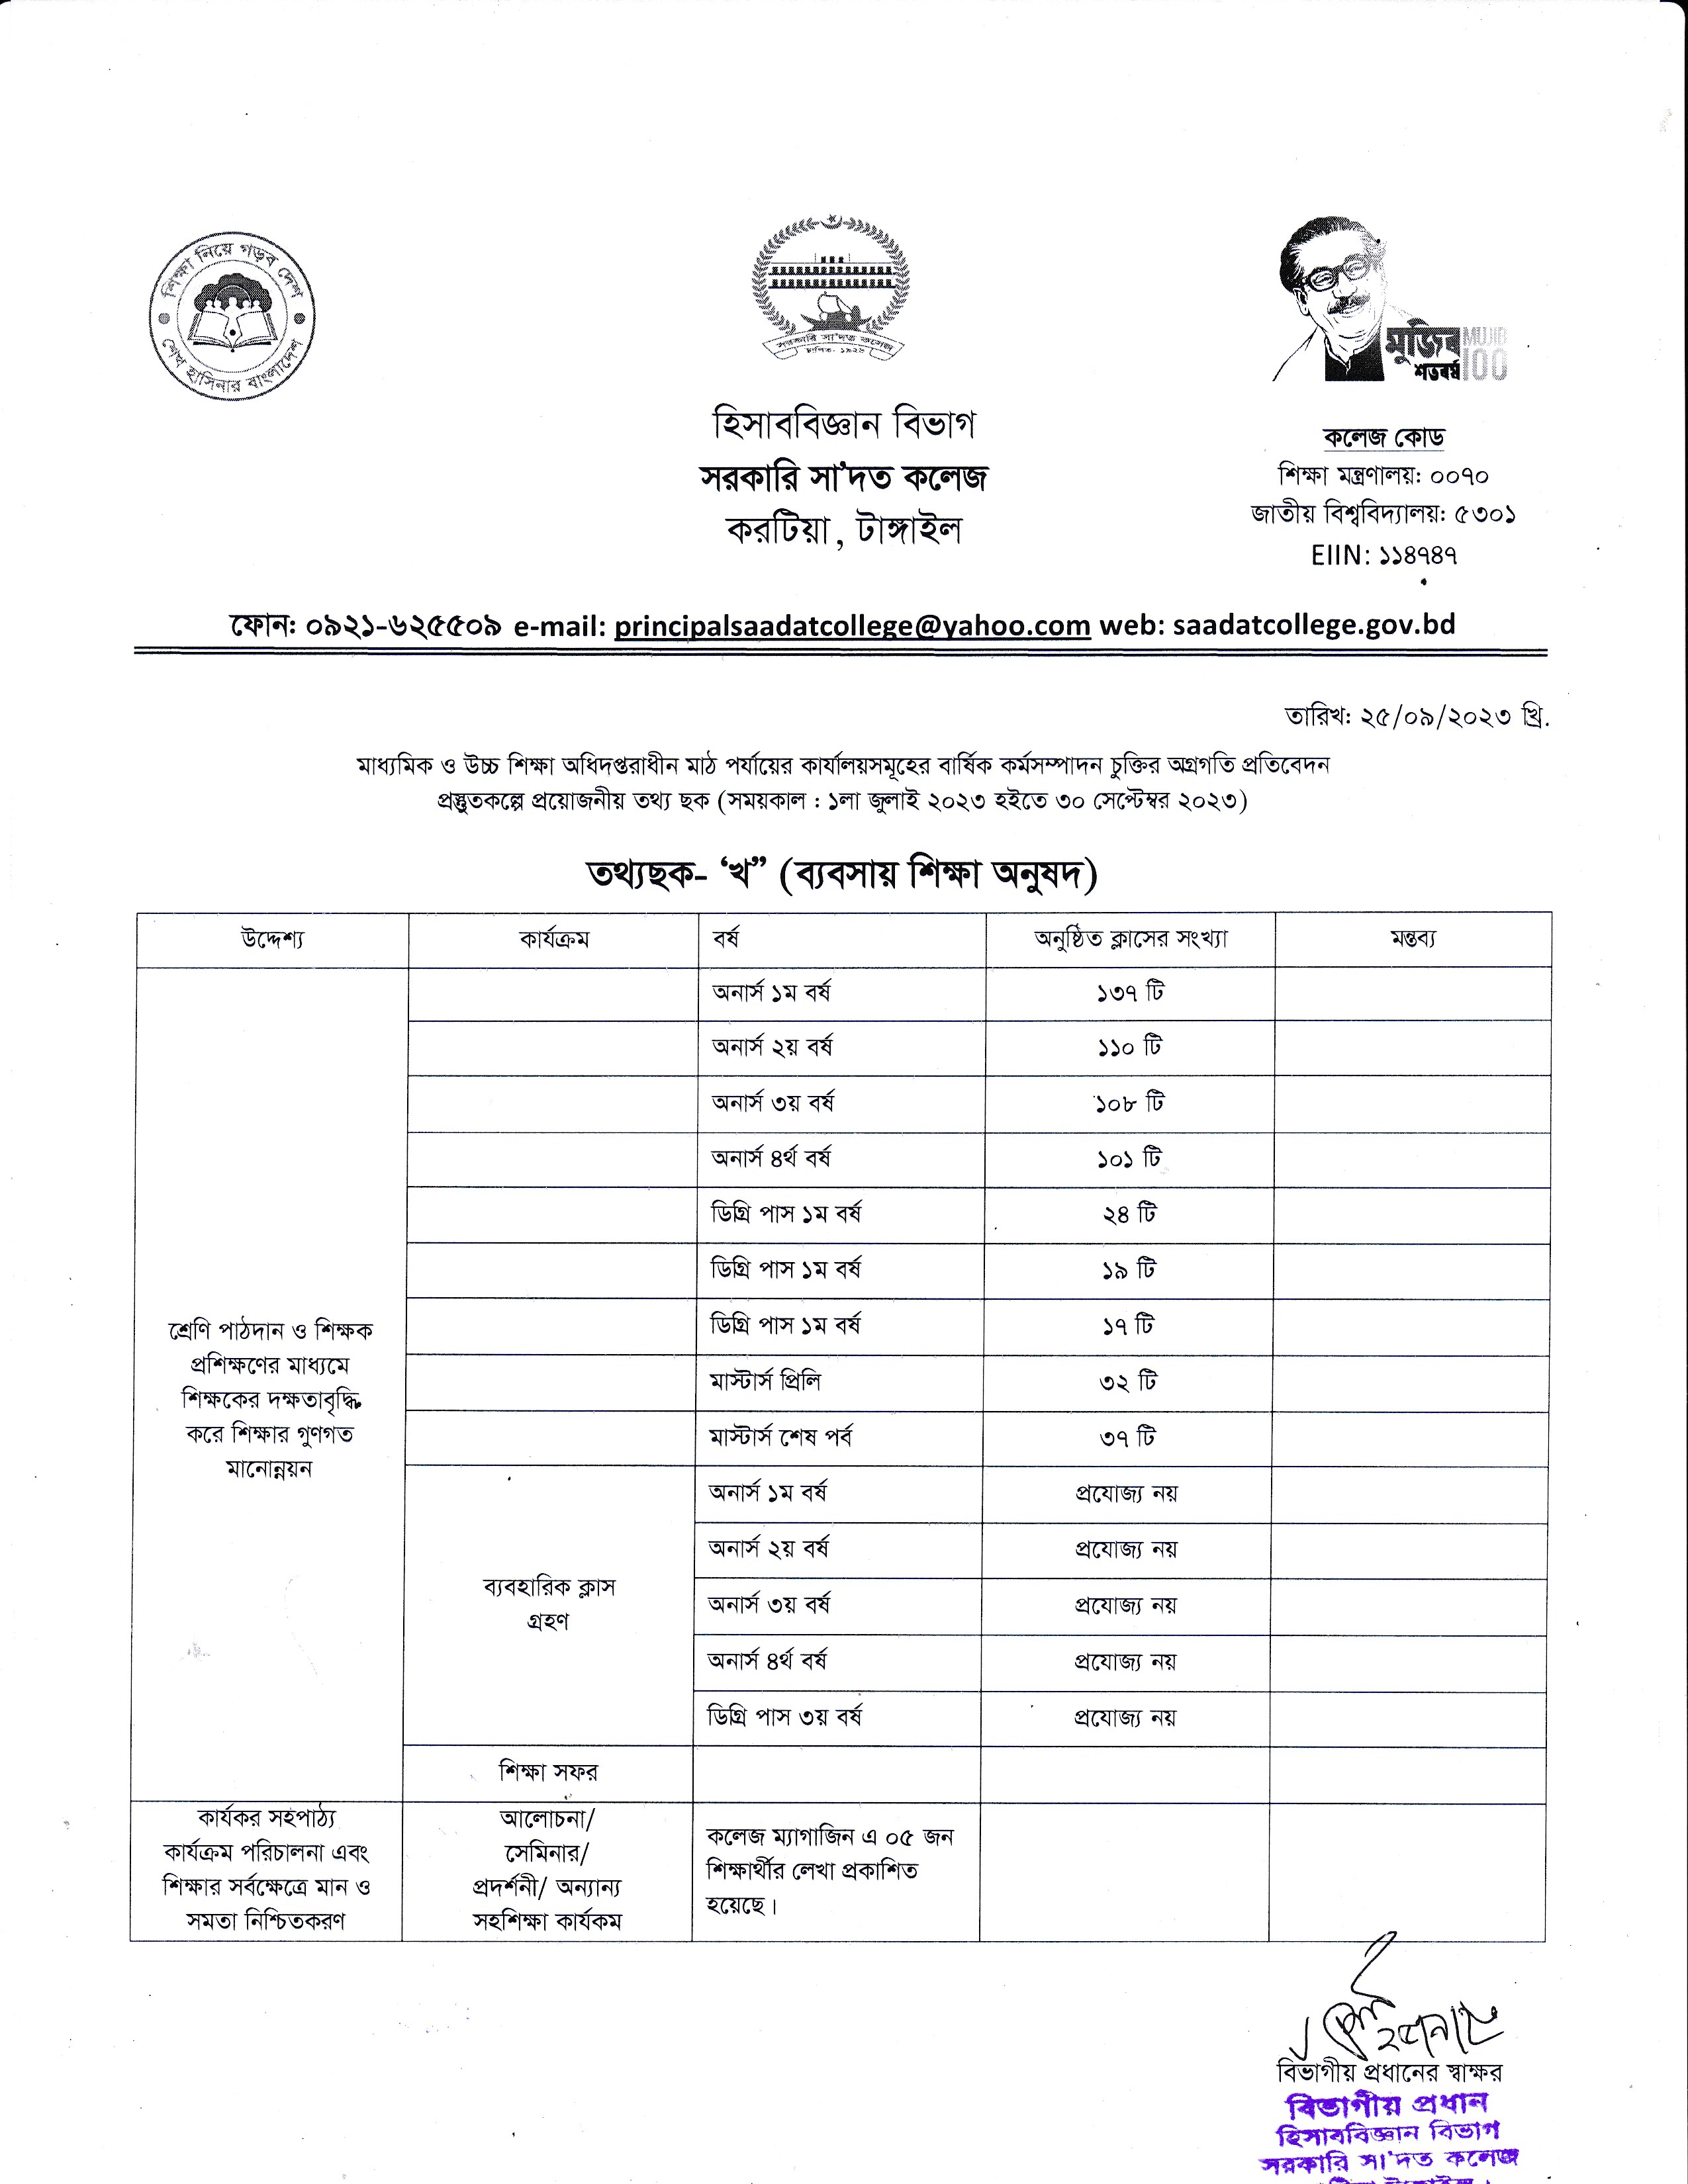 শিক্ষা নিয়ে গড়ব দেশ
শেখ হাসিনার বাংলাদেশ
সরকারি সা'দত কলেজ
স্থাপিত- ১৯২৬
মুজিব MUJIB
শতবর্ষ 100
হিসাববিজ্ঞান বিভাগ
সরকারি সা'দত কলেজ
করটিয়া, টাঙ্গাইল
কলেজ কোড
শিক্ষা মন্ত্রণালয়: ০০৭০
জাতীয় বিশ্ববিদ্যালয়: ৫৩০১
EIIN: ১১৪৭৪৭
ফোন: ০৯২১-৬২৫৫০৯ e-mail: principalsaadatcollege@yahoo.com web: saadatcollege.gov.bd
তারিখ: ২৫/০৯/২০২৩ খ্রি.
মাধ্যমিক ও উচ্চ শিক্ষা অধিদপ্তরাধীন মাঠ পর্যায়ের কার্যালয়সমূহের বার্ষিক কর্মসম্পাদন চুক্তির অগ্রগতি প্রতিবেদন
প্রস্তুতকল্পে প্রয়োজনীয় তথ্য ছক (সময়কাল : ১লা জুলাই ২০২৩ হইতে ৩০ সেপ্টেম্বর ২০২৩)
তথ্যছক- ‘খ” (ব্যবসায় শিক্ষা অনুষদ)
উদ্দেশ্য কার্যক্রম বর্ষ অনুষ্ঠিত ক্লাসের সংখ্যা মন্তব্য
অনার্স ১ম বর্ষ ১৩৭ টি
অনার্স ২য় বর্ষ ১১০ টি
অনার্স ৩য় বর্ষ ১০৮ টি
অনার্স ৪র্থ বর্ষ ১০১ টি
ডিগ্রি পাস ১ম বর্ষ ২৪ টি
ডিগ্রি পাস ১ম বর্ষ ১৯ টি
ডিগ্রি পাস ১ম বর্ষ ১৭ টি
মাস্টার্স প্রিলি ৩২ টি
মাস্টার্স শেষ পর্ব ৩৭ টি
শ্রেণি পাঠদান ও শিক্ষক
প্রশিক্ষণের মাধ্যমে
শিক্ষকের দক্ষতাবৃদ্ধি
করে শিক্ষার গুণগত
মানোন্নয়ন
অনার্স ১ম বর্ষ প্রযোজ্য নয়
অনার্স ২য় বর্ষ প্রযোজ্য নয়
ব্যবহারিক ক্লাস
গ্রহণ
অনার্স ৩য় বর্ষ প্রযোজ্য নয়
অনার্স ৪র্থ বর্ষ প্রযোজ্য নয়
ডিগ্রি পাস ৩য় বর্ষ প্রযোজ্য নয়
শিক্ষা সফর
কার্যকর সহপাঠ্য
কার্যক্রম পরিচালনা এবং
শিক্ষার সর্বক্ষেত্রে মান ও
সমতা নিশ্চিতকরণ
আলোচনা/
সেমিনার/
প্রদর্শনী/ অন্যান্য
সহশিক্ষা কার্যকম
কলেজ ম্যাগাজিন এ ০৫ জন
শিক্ষার্থীর লেখা প্রকাশিত
হয়েছে।
বিভাগীয় প্রধানের স্বাক্ষর
বিভাগীয় প্রধান
হিসাববিজ্ঞান বিভাগ
সরকারি সা'দত কলেজ